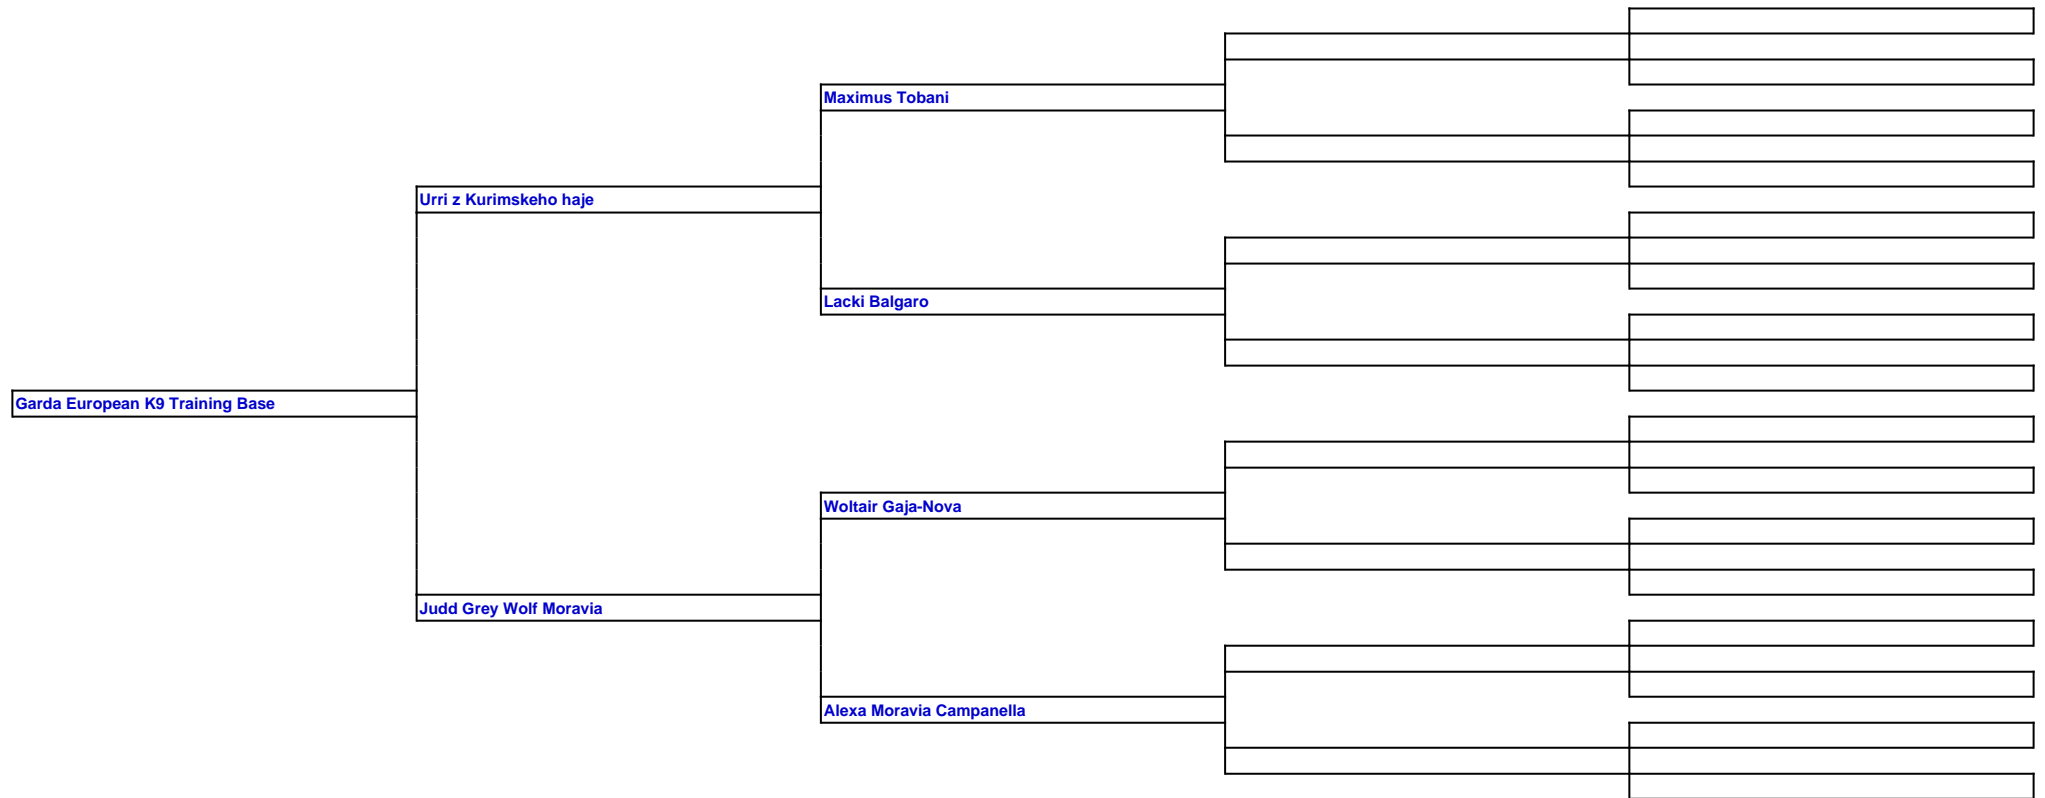 Maximus Tobani
Urri z Kurimskeho haje
Lacki Balgaro
Garda European K9 Training Base
Woltair Gaja-Nova
Judd Grey Wolf Moravia
Alexa Moravia Campanella